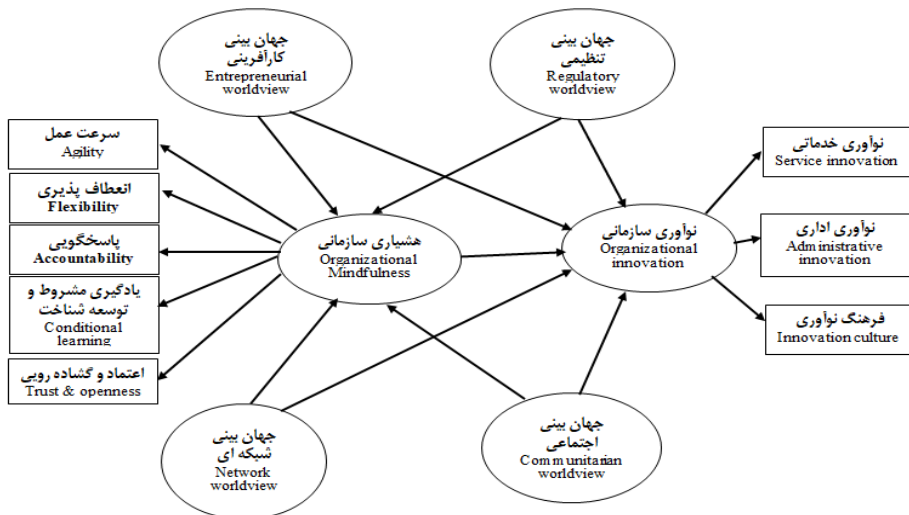 جهان بینی
کارآفرینی
Entrepreneurial
worldview
جهان بینی
تنظیمی
Regulatory
worldview
سرعت عمل
Agility
انعطاف پذیری
Flexibility
پاسخگویی
Accountability
یادگیری مشروط و
توسعه شناخت
Conditional
learning
اعتماد و گشاده رویی
Trust & openness
هشیاری سازمانی
Organizational
Mindfulness
نوآوری سازمانی
Organizational
innovation
نوآوری خدماتی
Service innovation
نوآوری اداری
Administrative
innovation
فرهنگ نوآوری
Innovation culture
جهان بینی
شبکه ای
Network
worldview
جهان بینی
اجتماعی
Communitarian
worldview